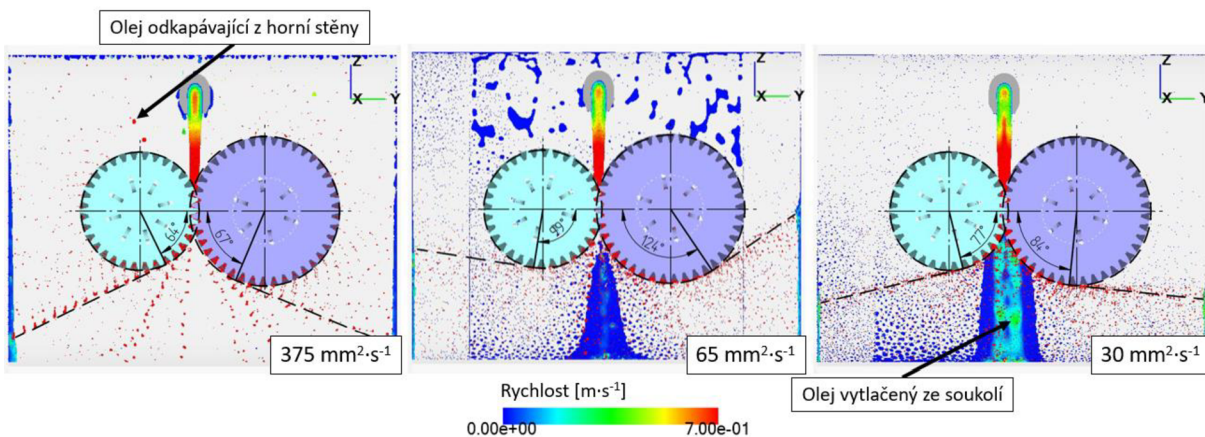 Olej odkapávající z horní stěny
Z
X Y
64°
67°
375 mm²·s⁻¹
Z
X Y
99°
124°
65 mm²·s⁻¹
Z
X Y
77°
84°
30 mm²·s⁻¹
Olej vytlačený ze soukolí
Rychlost [m·s⁻¹]
0.00e+00 7.00e-01